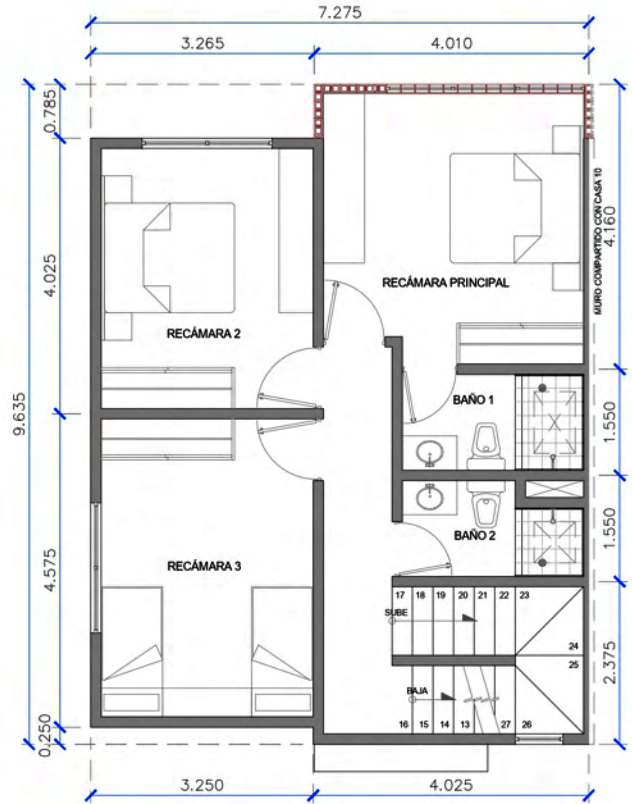 7.275
3.265
4.010
0.785
4.025
9.635
4.575
0.250
MURO COMPARTIDO CON CASA 10
4.160
1.550
1.550
2.375
RECÁMARA PRINCIPAL
RECÁMARA 2
BAÑO 1
BAÑO 2
RECÁMARA 3
17 18 19 20 21 22 23
SUBE
24
25
BAJA
16 15 14 13 27 26
3.250
4.025